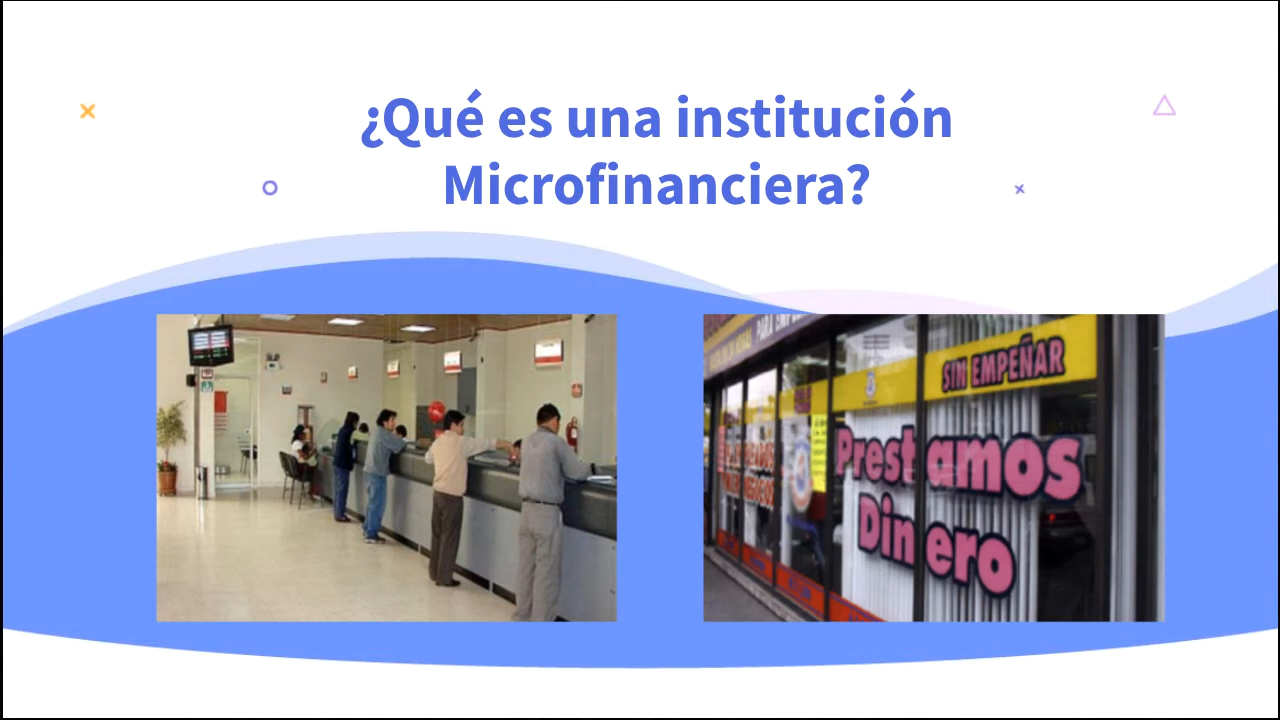 ¿Qué es una institución
Microfinanciera?
SIN EMPEÑAR
Prestamos
Dinero